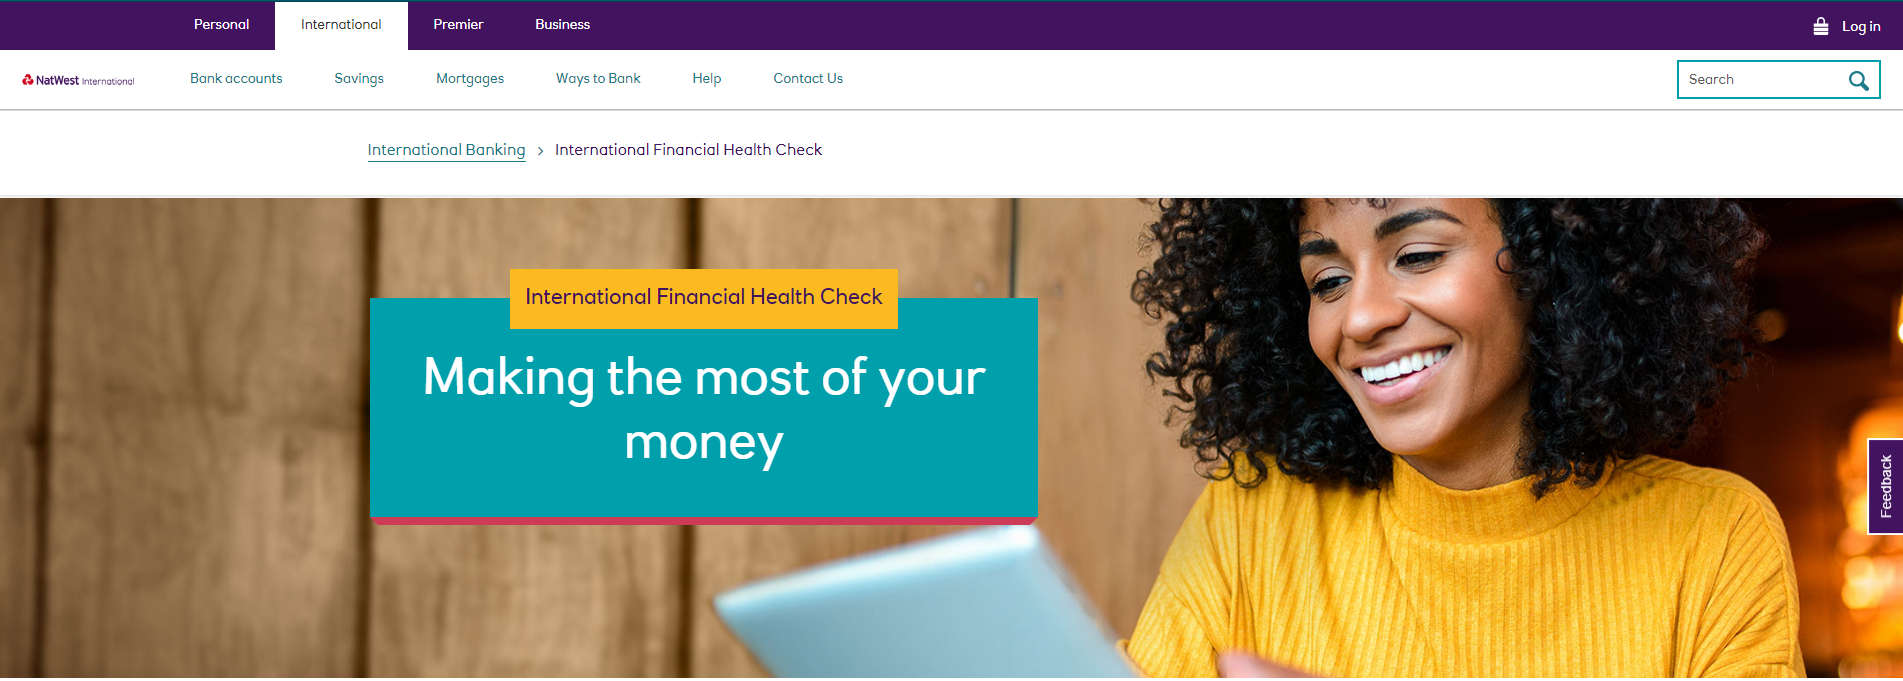 Personal International Premier Business Log in
NatWest International Bank accounts Savings Mortgages Ways to Bank Help Contact Us Search
International Banking > International Financial Health Check
International Financial Health Check
Making the most of your
money
Feedback